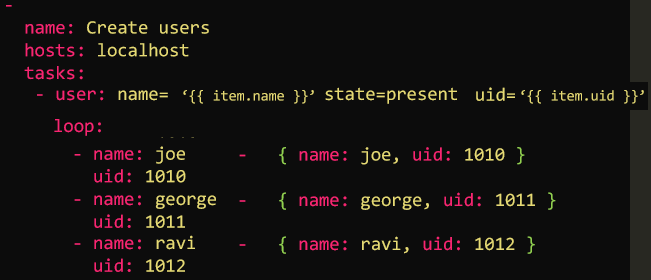 -
name: Create users
hosts: localhost
tasks:
- user: name= ‘{{ item.name }}’ state=present uid= ‘{{ item.uid }}’
loop:
- name: joe - { name: joe, uid: 1010 }
uid: 1010
- name: george - { name: george, uid: 1011 }
uid: 1011
- name: ravi - { name: ravi, uid: 1012 }
uid: 1012